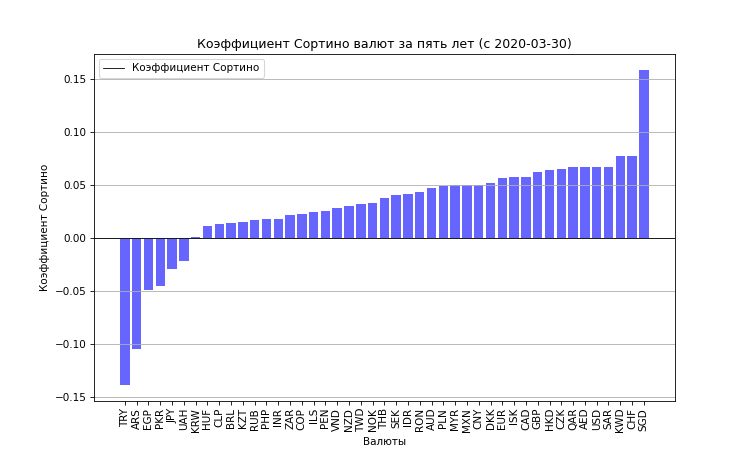 Коэффициент Сортино валют за пять лет (с 2020-03-30)
Коэффициент Сортино
0.15
0.10
0.05
0.00
−0.05
−0.10
−0.15
Коэффициент Сортино
TRY ARS EGP PKR JPY UAH KRW HUF CLP BRL KZT RUB PHP INR ZAR COP ILS PEN VND NZD TWD NOK THB SEK IDR RON AUD PLN MYR MXN CNY DKK EUR ISK CAD GBP HKD CZK QAR AED USD SAR KWD CHF SGD
Валюты